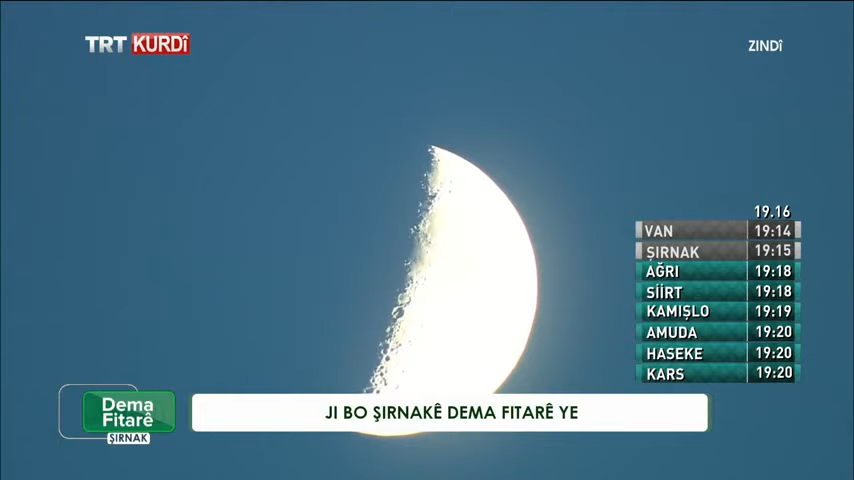 TRT KURDî
ZINDÎ
19.16
VAN 19:14
ŞIRNAK 19:15
AĞRI 19:18
SİİRT 19:18
KAMIŞLO 19:19
AMUDA 19:20
HASEKE 19:20
KARS 19:20
Dema
Fitarê
ŞIRNAK
JI BO ŞIRNAKÊ DEMA FITARÊ YE